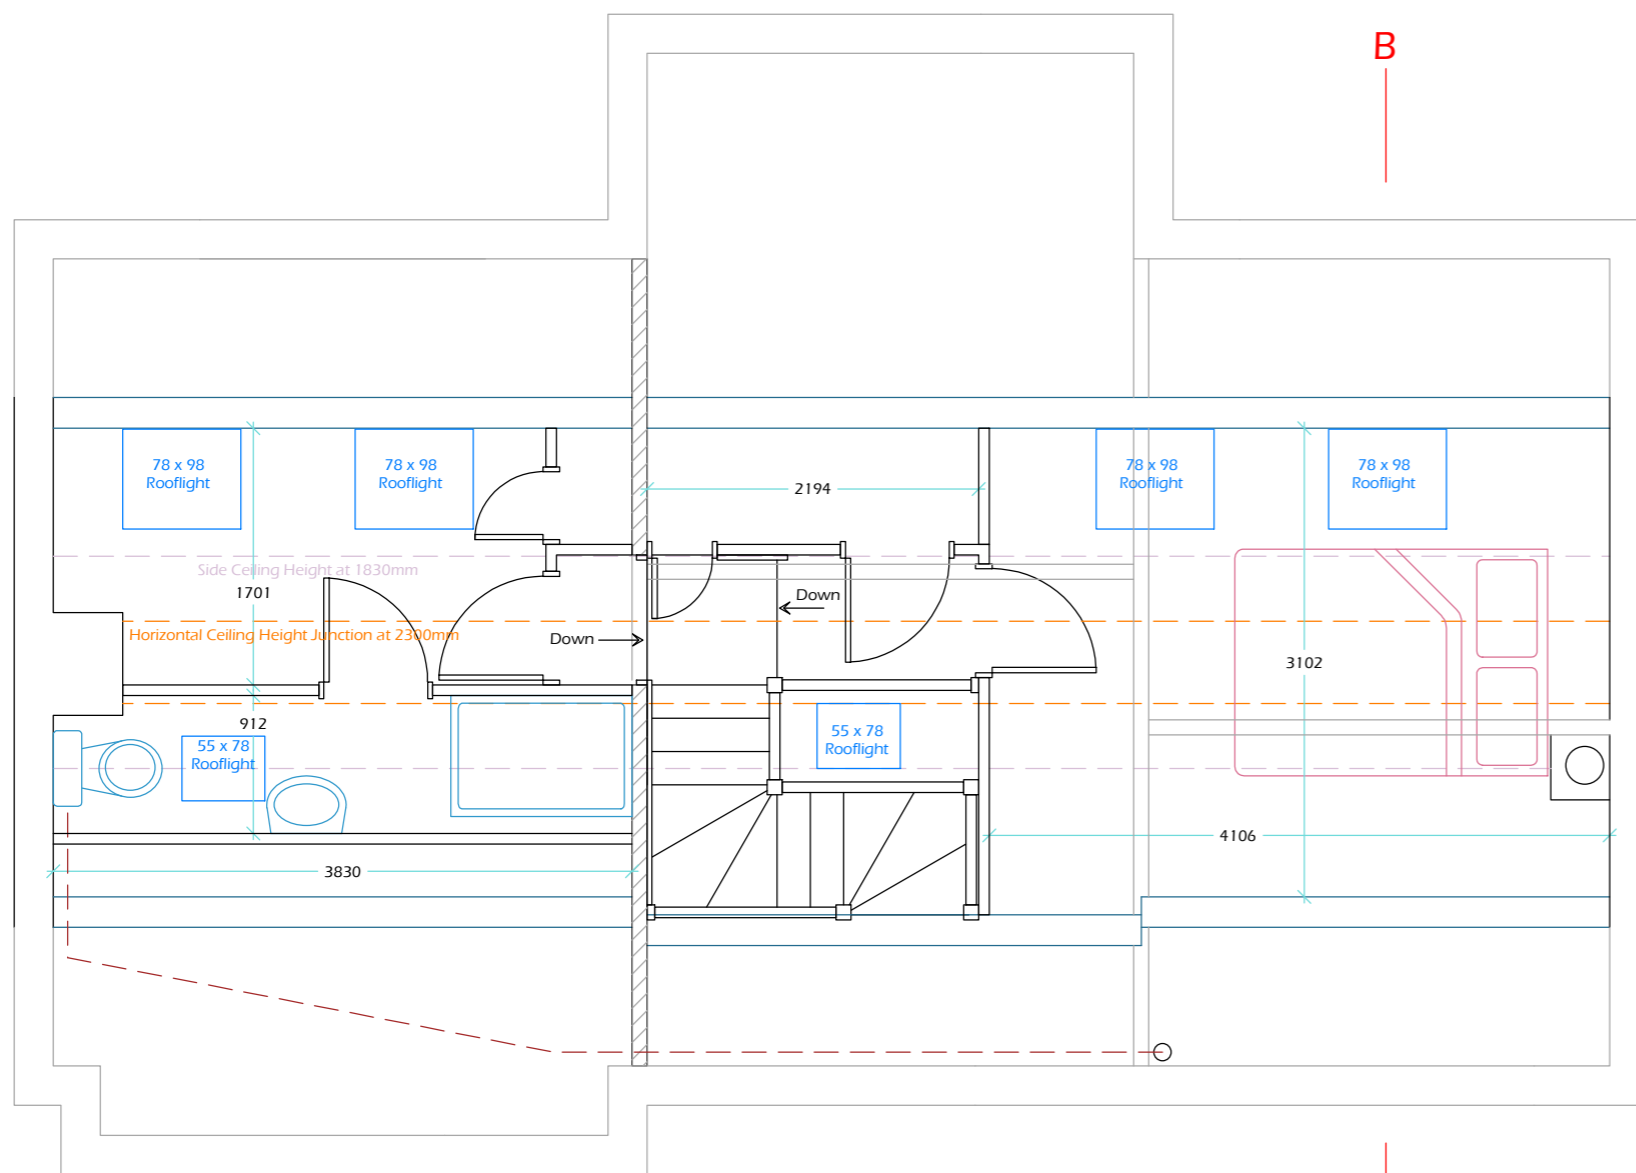 B
78 x 98
Rooflight
78 x 98
Rooflight
78 x 98
Rooflight
78 x 98
Rooflight
2194
Side Ceiling Height at 1830mm
1701
Down
Horizontal Ceiling Height Junction at 2300mm
Down
3102
912
55 x 78
Rooflight
55 x 78
Rooflight
4106
3830